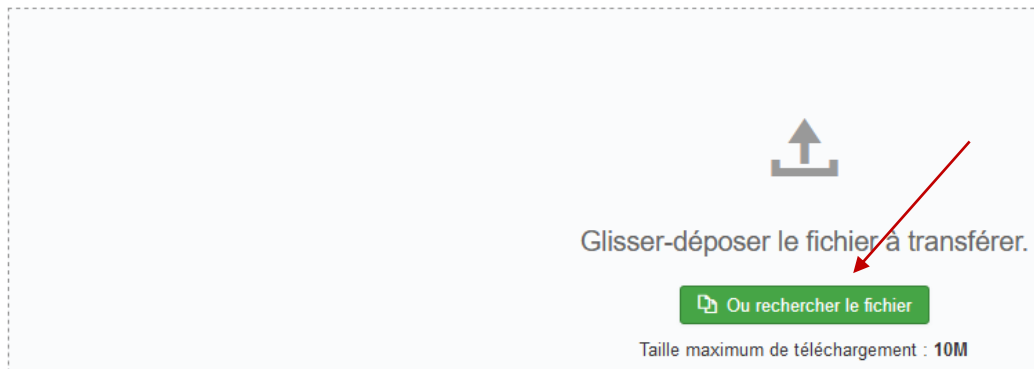 Glisser-déposer le fichier à transférer.
Ou rechercher le fichier
Taille maximum de téléchargement : 10M